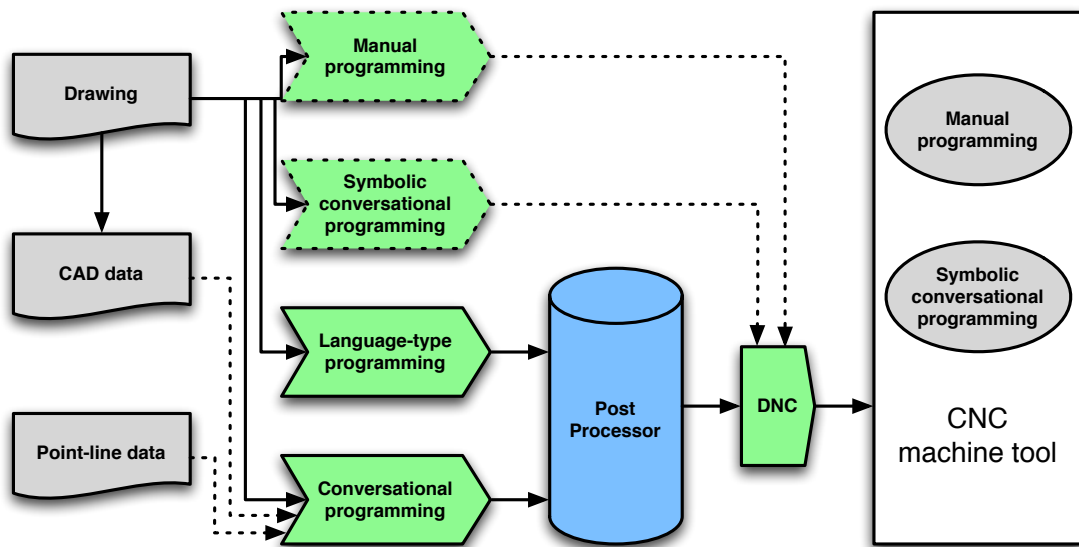 Drawing
CAD data
Point-line data
Manual
programming
Symbolic
conversational
programming
Language-type
programming
Conversational
programming
Post
Processor
DNC
Manual
programming
Symbolic
conversational
programming
CNC
machine tool